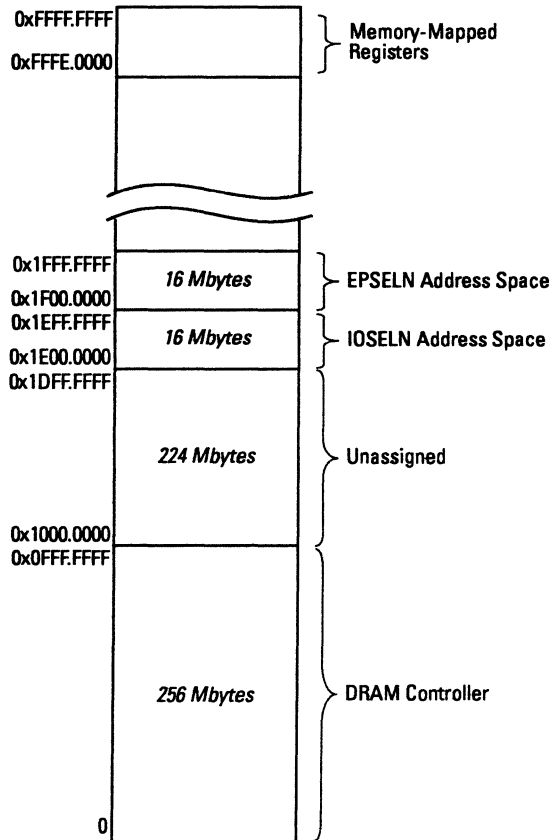 0xFFFF.FFFF
Memory-Mapped
Registers
0xFFFE.0000
0x1FFF.FFFF
16 Mbytes
EPSELN Address Space
0x1F00.0000
0x1EFF.FFFF
16 Mbytes
IOSELN Address Space
0x1E00.0000
0x1DFF.FFFF
224 Mbytes
Unassigned
0x1000.0000
0x0FFF.FFFF
256 Mbytes
DRAM Controller
0